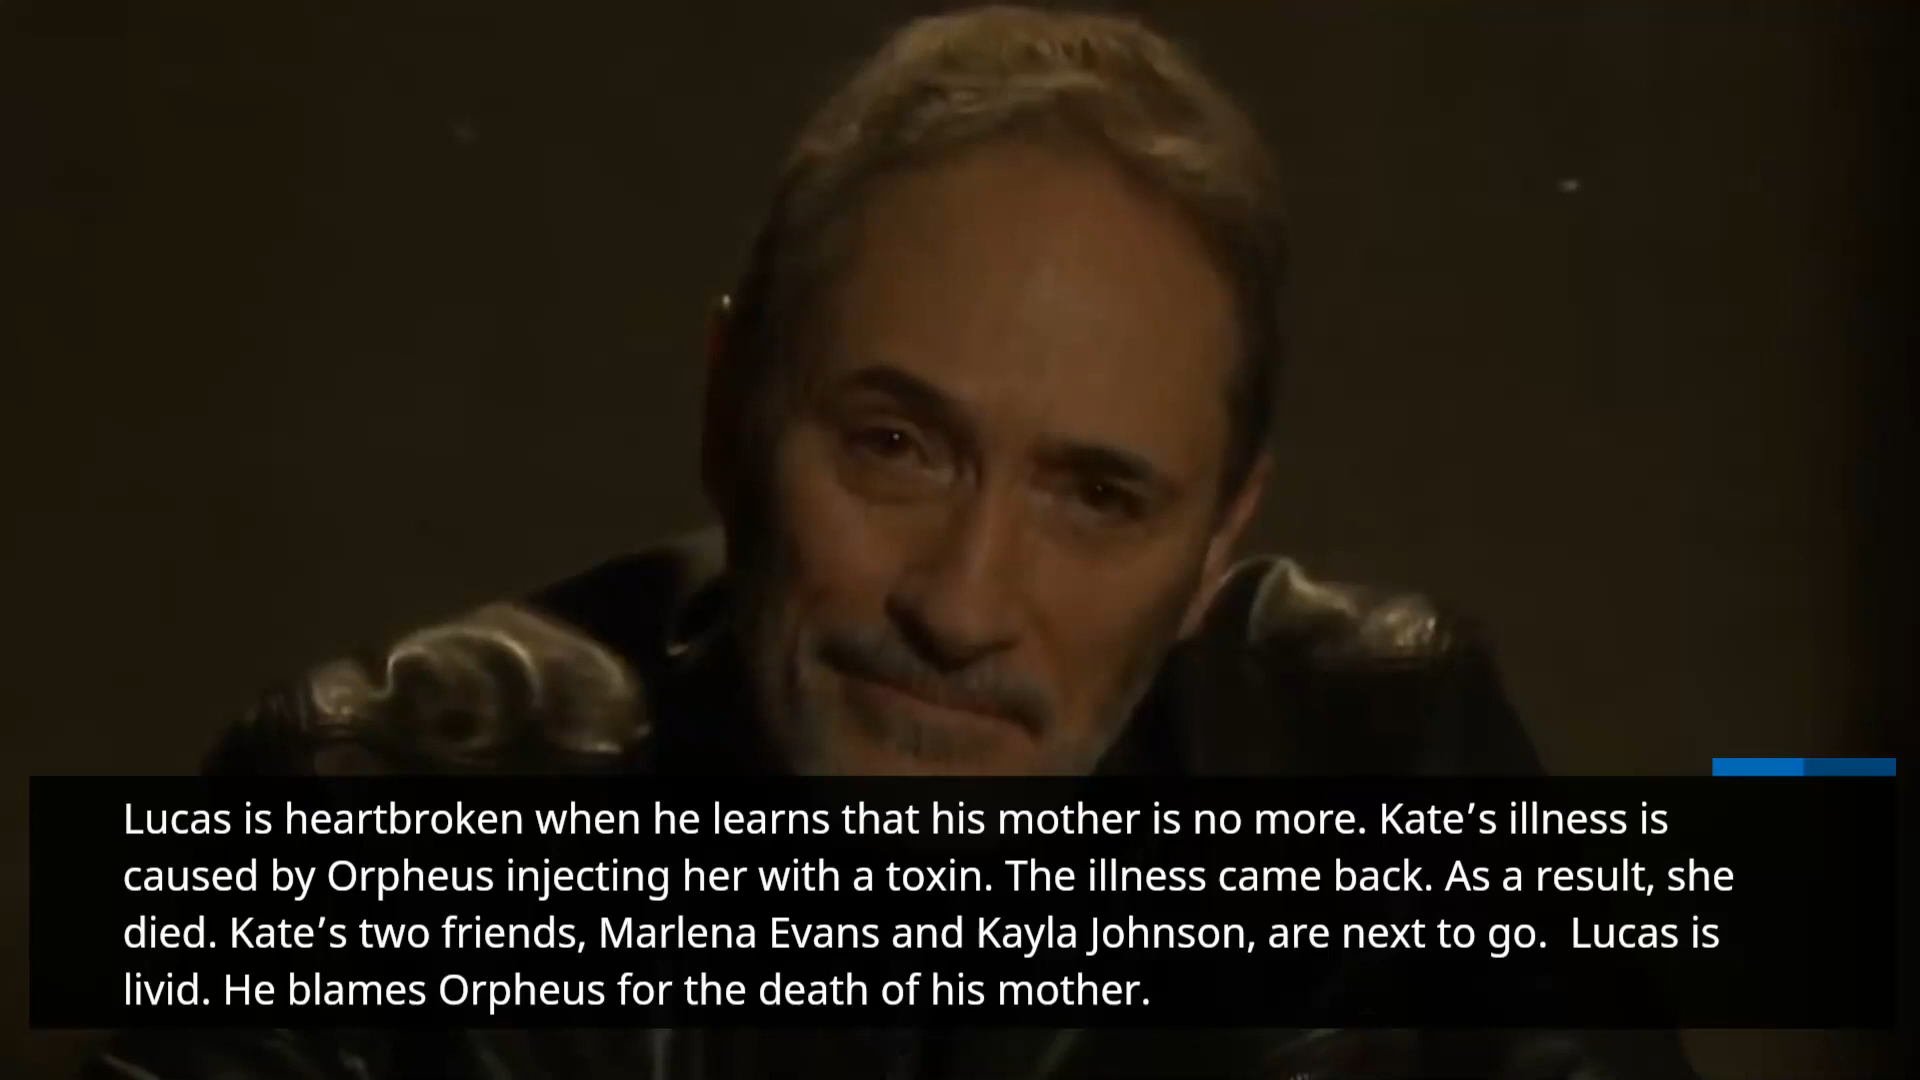 Lucas is heartbroken when he learns that his mother is no more. Kate’s illness is
caused by Orpheus injecting her with a toxin. The illness came back. As a result, she
died. Kate’s two friends, Marlena Evans and Kayla Johnson, are next to go.  Lucas is
livid. He blames Orpheus for the death of his mother.